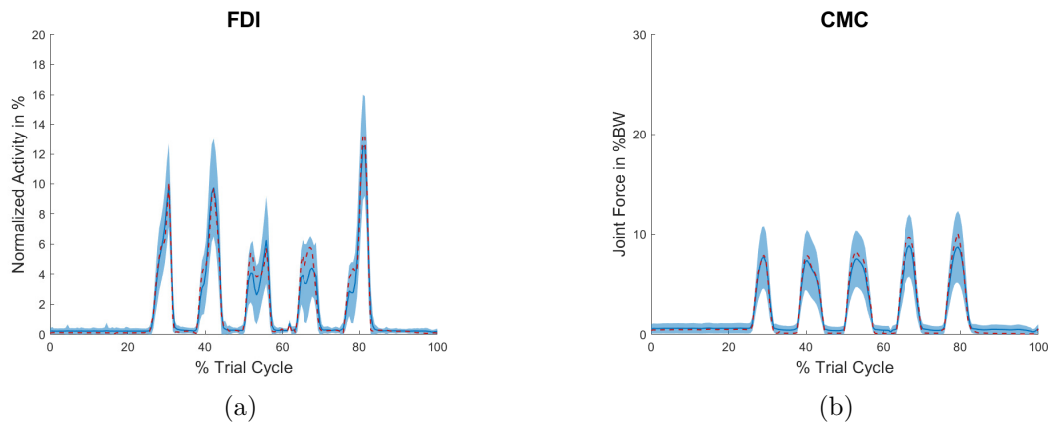 FDI
Normalized Activity in %
20
18
16
14
12
10
8
6
4
2
0
0 20 40 60 80 100
% Trial Cycle
(a)
CMC
Joint Force in %BW
30
20
10
0
0 20 40 60 80 100
% Trial Cycle
(b)